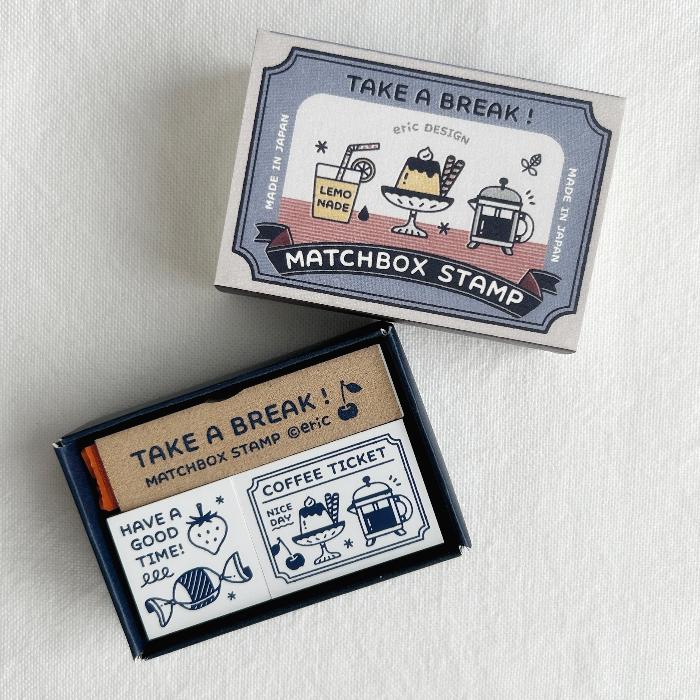 TAKE A BREAK!
eric DESIGN
MADE IN JAPAN
LEMO
NADE
MADE IN JAPAN
MATCHBOX STAMP
TAKE A BREAK!
MATCHBOX STAMP ©eric
HAVE A
GOOD
TIME!
COFFEE TICKET
NICE
DAY